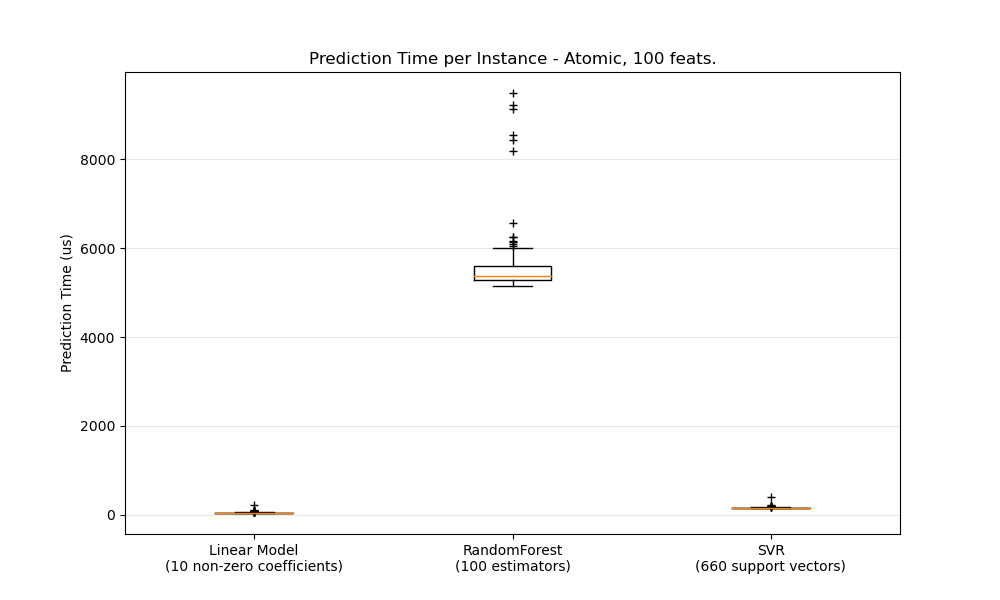 Prediction Time per Instance - Atomic, 100 feats.
Prediction Time (us)
8000
6000
4000
2000
0
Linear Model
(10 non-zero coefficients)
RandomForest
(100 estimators)
SVR
(660 support vectors)